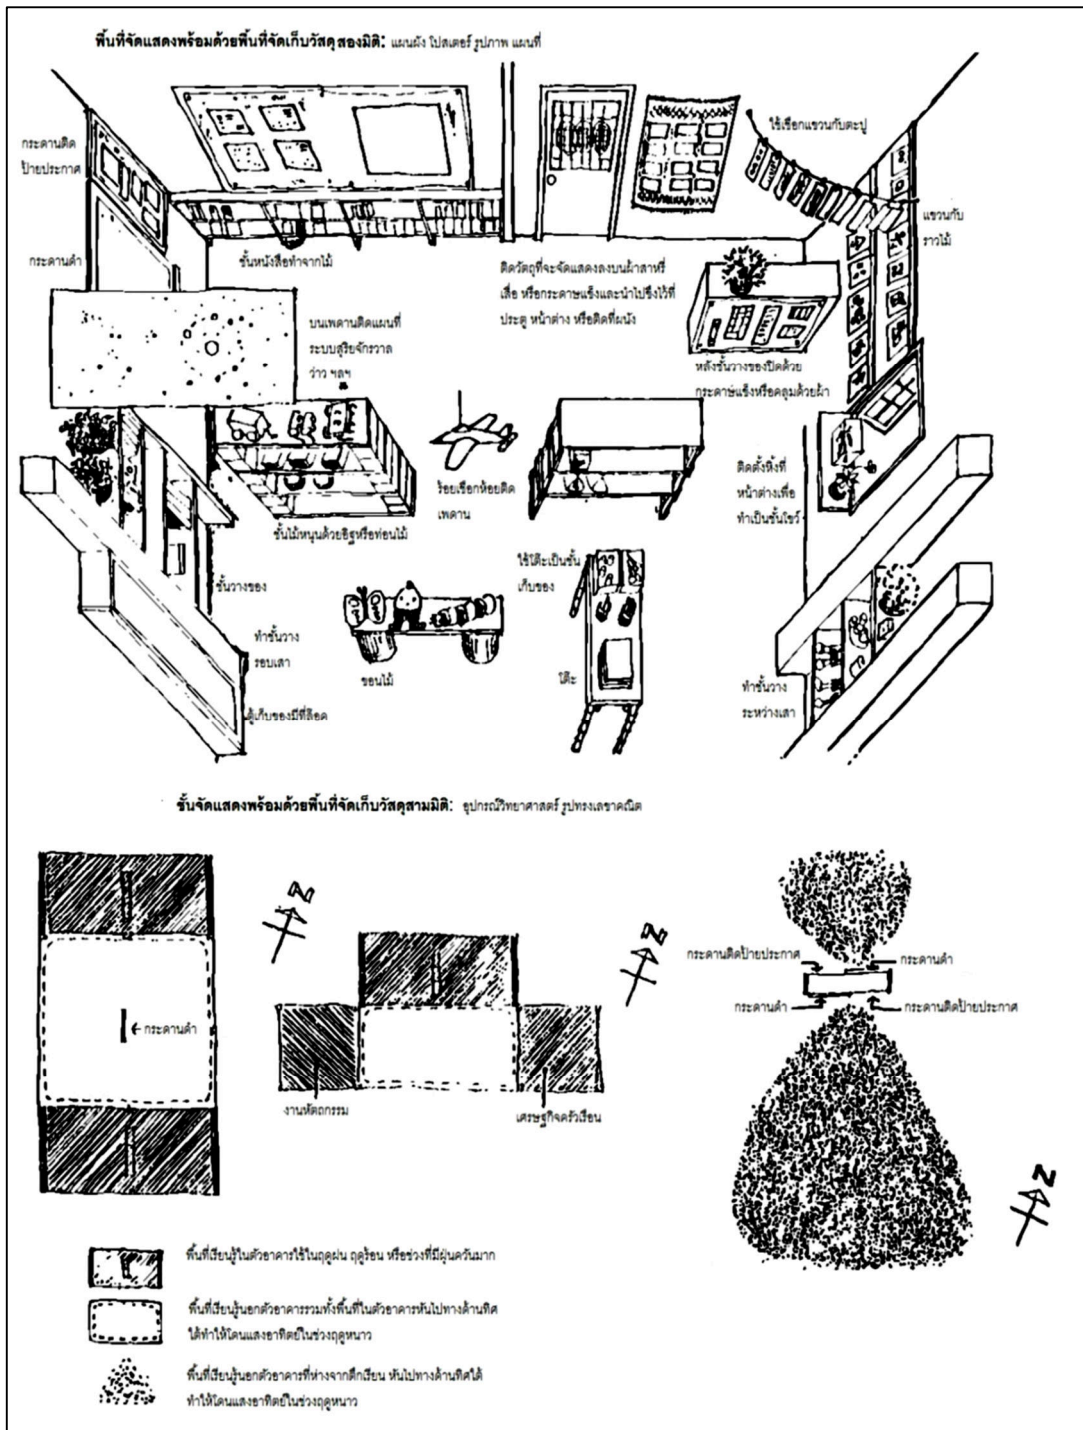 พื้นที่จัดแสดงพร้อมด้วยพื้นที่จัดเก็บวัสดุสองมิติ: แผนผัง โปสเตอร์ รูปภาพ แผนที่
กระดานติด
ป้ายประกาศ
ใช้เชือกแขวนกับตะปู
แขวนกับ
ราวไม้
กระดานดำ
ชั้นหนังสือทำจากไม้
ติดวัตถุที่จะจัดแสดงลงบนผ้าสาหรี่
เสื่อ หรือกระดาษแข็งและนำไปขึงไว้ที่
ประตู หน้าต่าง หรือติดที่ผนัง
บนเพดานติดแผนที่
ระบบสุริยจักรวาล
ว่าว ฯลฯ
หลังชั้นวางของปิดด้วย
กระดาษแข็งหรือคลุมด้วยผ้า
ร้อยเชือกห้อยติด
เพดาน
ติดตั้งหิ้งที่
หน้าต่างเพื่อ
ทำเป็นชั้นโชว์
ชั้นไม้หนุนด้วยอิฐหรือท่อนไม้
ใช้โต๊ะเป็นชั้น
เก็บของ
ชั้นวางของ
ทำชั้นวาง
รอบเสา
ขอนไม้
โต๊ะ
ทำชั้นวาง
ระหว่างเสา
ตู้เก็บของมีที่ล็อค
ชั้นจัดแสดงพร้อมด้วยพื้นที่จัดเก็บวัสดุสามมิติ: อุปกรณ์วิทยาศาสตร์ รูปทรงเลขาคณิต
N
N
กระดานติดป้ายประกาศ
กระดานดำ
กระดานดำ
กระดานติดป้ายประกาศ
กระดานดำ
งานหัตถกรรม
เศรษฐกิจครัวเรือน
N
พื้นที่เรียนรู้ในตัวอาคารใช้ในฤดูฝน ฤดูร้อน หรือช่วงที่มีฝุ่นควันมาก
พื้นที่เรียนรู้นอกตัวอาคารรวมทั้งพื้นที่ในตัวอาคารหันไปทางด้านทิศ
ใต้ทำให้โดนแสงอาทิตย์ในช่วงฤดูหนาว
พื้นที่เรียนรู้นอกตัวอาคารที่ห่างจากตึกเรียน หันไปทางด้านทิศใต้
ทำให้โดนแสงอาทิตย์ในช่วงฤดูหนาว